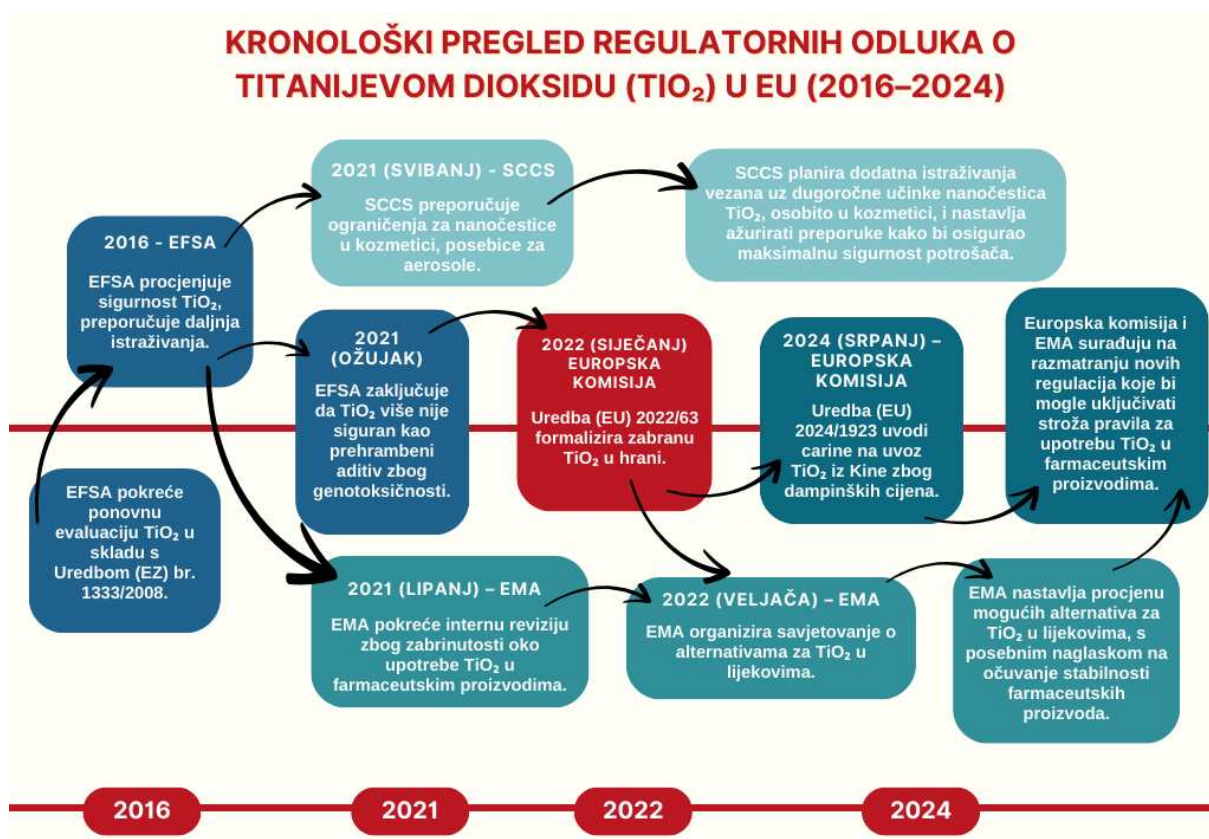 KRONOLOŠKI PREGLED REGULATORNIH ODLUKA O
TITANIJEVOM DIOKSIDU (TIO₂) U EU (2016–2024)
2016 - EFSA
EFSA procjenjuje
sigurnost TiO₂,
preporučuje daljnja
istraživanja.
EFSA pokreće
ponovnu
evaluaciju TiO₂ u
skladu s
Uredbom (EZ) br.
1333/2008.
2021 (SVIBANJ) - SCCS
SCCS preporučuje
ograničenja za nanočestice
u kozmetici, posebice za
aerosole.
SCCS planira dodatna istraživanja
vezana uz dugoročne učinke nanočestica
TiO₂, osobito u kozmetici, i nastavlja
ažurirati preporuke kako bi osigurao
maksimalnu sigurnost potrošača.
2021
(OŽUJAK)
EFSA zaključuje
da TiO₂ više nije
siguran kao
prehrambeni
aditiv zbog
genotoksičnosti.
2022 (SIJEČANJ)
EUROPSKA
KOMISIJA
Uredba (EU) 2022/63
formalizira zabranu
TiO₂ u hrani.
2024 (SRPANJ) –
EUROPSKA
KOMISIJA
Uredba (EU)
2024/1923 uvodi
carine na uvoz
TiO₂ iz Kine zbog
dampinških cijena.
Europska komisija i
EMA surađuju na
razmatranju novih
regulacija koje bi
mogle uključivati
stroža pravila za
upotrebu TiO₂ u
farmaceutskim
proizvodima.
2021 (LIPANJ) – EMA
EMA pokreće internu reviziju
zbog zabrinutosti oko
upotrebe TiO₂ u
farmaceutskim proizvodima.
2022 (VELJAČA) – EMA
EMA organizira savjetovanje o
alternativama za TiO₂ u
lijekovima.
EMA nastavlja procjenu
mogućih alternativa za
TiO₂ u lijekovima, s
posebnim naglaskom na
očuvanje stabilnosti
farmaceutskih
proizvoda.
2016
2021
2022
2024